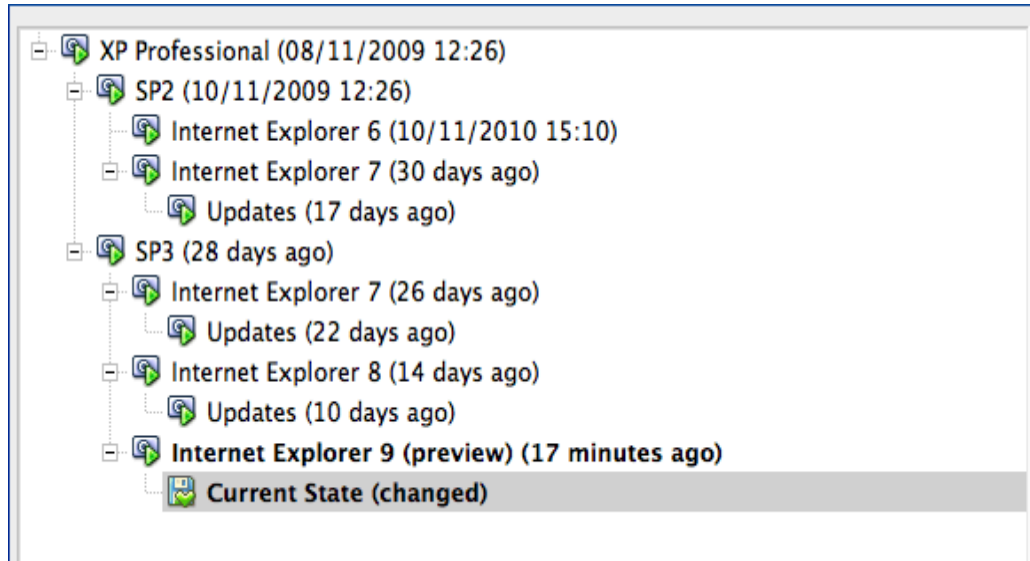 XP Professional (08/11/2009 12:26)
SP2 (10/11/2009 12:26)
Internet Explorer 6 (10/11/2010 15:10)
Internet Explorer 7 (30 days ago)
Updates (17 days ago)
SP3 (28 days ago)
Internet Explorer 7 (26 days ago)
Updates (22 days ago)
Internet Explorer 8 (14 days ago)
Updates (10 days ago)
Internet Explorer 9 (preview) (17 minutes ago)
Current State (changed)